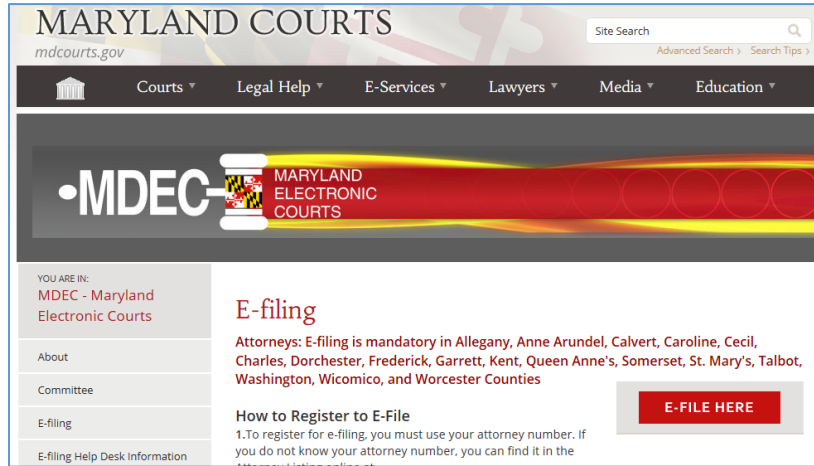 MARYLAND COURTS
mdcourts.gov
Site Search
Advanced Search › Search Tips ›
Courts ▾ Legal Help ▾ E-Services ▾ Lawyers ▾ Media ▾ Education ▾
•MDEC-
MARYLAND
ELECTRONIC
COURTS
YOU ARE IN:
MDEC - Maryland
Electronic Courts
About
Committee
E-filing
E-filing Help Desk Information
E-filing
Attorneys: E-filing is mandatory in Allegany, Anne Arundel, Calvert, Caroline, Cecil,
Charles, Dorchester, Frederick, Garrett, Kent, Queen Anne's, Somerset, St. Mary's, Talbot,
Washington, Wicomico, and Worcester Counties
E-FILE HERE
How to Register to E-File
1.To register for e-filing, you must use your attorney number. If
you do not know your attorney number, you can find it in the